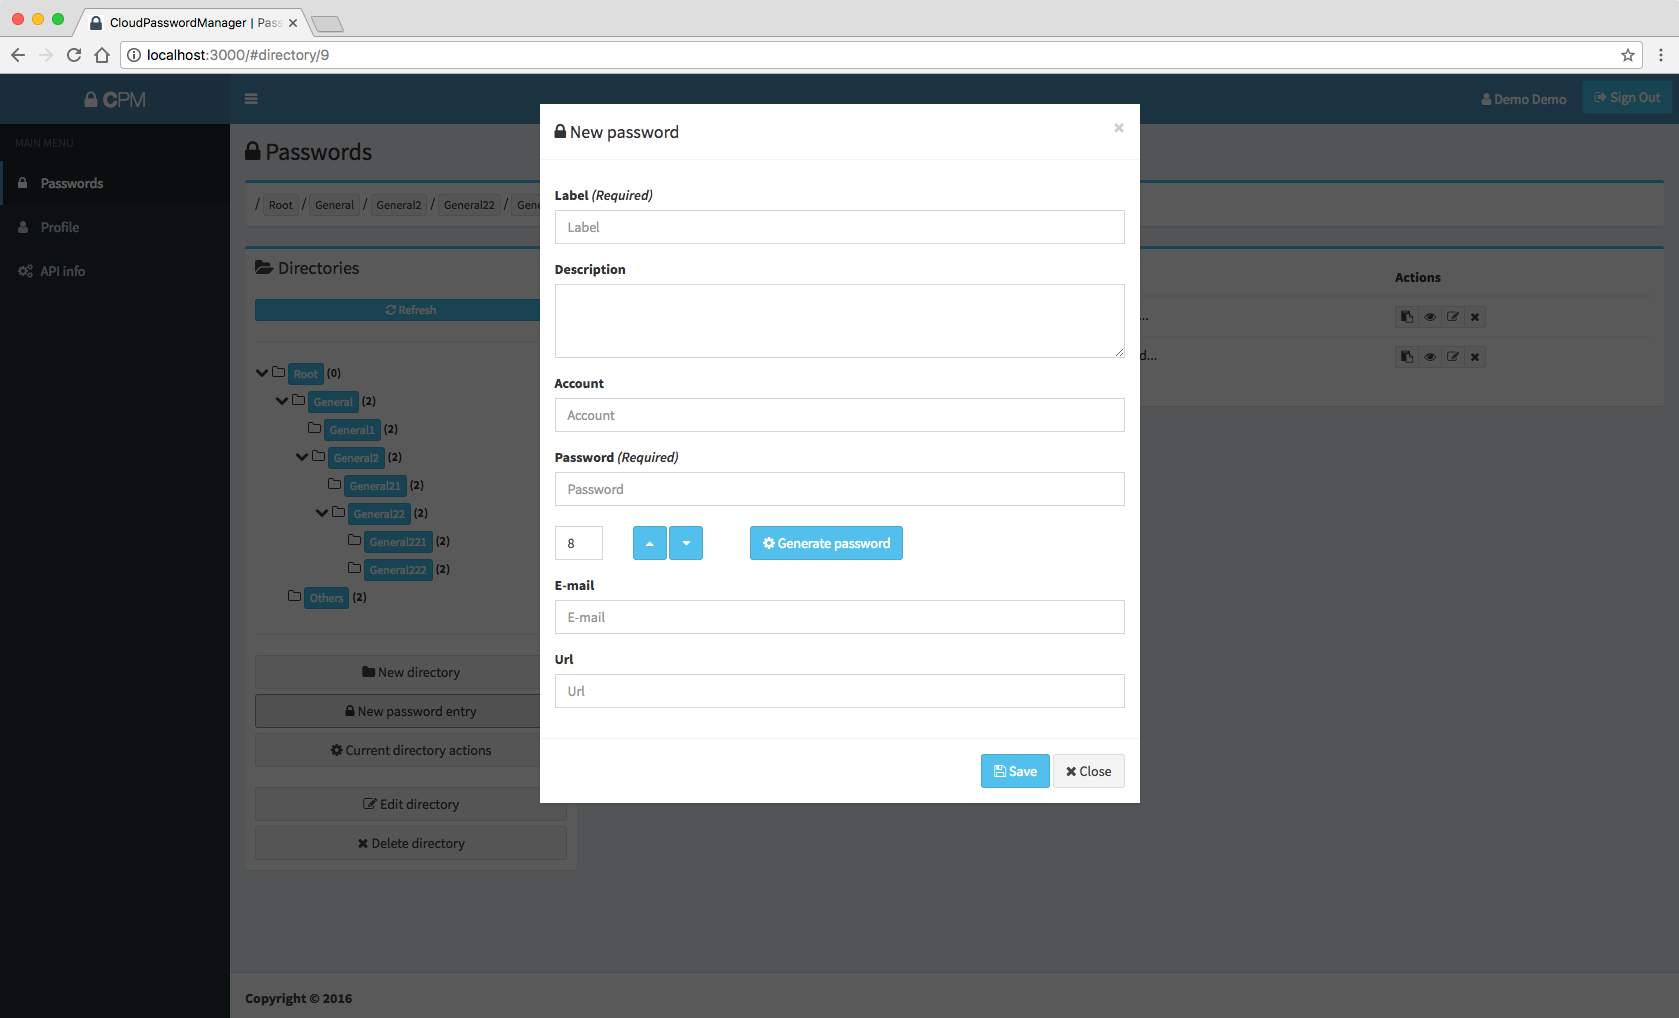 CloudPasswordManager | Pass
localhost:3000/#directory/9
CPM
Demo Demo
Sign Out
MAIN MENU
Passwords
Profile
API info
Passwords
/ Root / General / General2 / General22 / Gene
Directories
Refresh
Root (0)
General (2)
General1 (2)
General2 (2)
General21 (2)
General22 (2)
General221 (2)
General222 (2)
Others (2)
New directory
New password entry
Current directory actions
Edit directory
Delete directory
New password
×
Label (Required)
Label
Description
Account
Account
Password (Required)
Password
8
Generate password
E-mail
E-mail
Url
Url
Save
Close
Actions
...
d...
Copyright © 2016